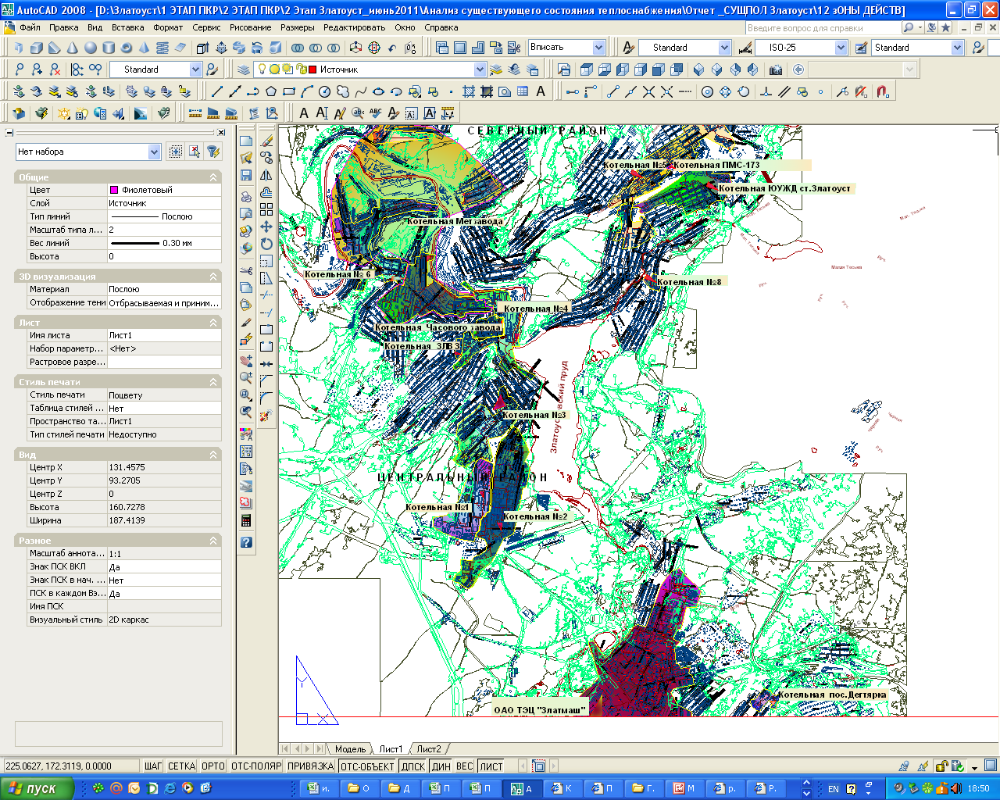 AutoCAD 2008 - [D:\Златоуст\1 ЭТАП ПКР\2 ЭТАП ПКР\2 Этап Златоуст_июнь2011\Анализ существующего состояния теплоснабжения\Отчет _СУЩПОЛ Златоуст\12 зОНЫ ДЕЙСТВ]
Файл Правка Вид Вставка Формат Сервис Рисование Размеры Редактировать Окно Справка
Введите вопрос для справки
Вписать Standard ISO-25 Standard
Standard Источник
Нет набора
Общие
Цвет Фиолетовый
Слой Источник
Тип линий Послою
Масштаб типа л... 2
Вес линий 0.30 мм
Высота 0
3D визуализация
Материал Послою
Отображение тени Отбрасываемая и приним...
Лист
Имя листа Лист1
Набор параметр... <Нет>
Растровое разре...
Стиль печати
Стиль печати Поцвету
Таблица стилей ... Нет
Пространство та... Лист1
Тип стилей печати Недоступно
Вид
Центр X 131.4575
Центр Y 93.2705
Центр Z 0
Высота 160.7278
Ширина 187.4139
Разное
Масштаб аннота... 1:1
Знак ПСК ВКЛ Да
Знак ПСК в нач. ... Нет
ПСК в каждом Вэ... Да
Имя ПСК
Визуальный стиль 2D каркас
СЕВЕРНЫЙ РАЙОН
Котельная №5
Котельная ПМС-173
Котельная ЮУЖД ст.Златоуст
Котельная Метзавода
Малая Тесьма
Котельная № 6
Котельная №8
Котельная №4
Котельная Часового завода
Котельная ЗЛВЗ
Златоустовский пруд
Котельная №3
ЦЕНТРАЛЬНЫЙ РАЙОН
Котельная №1
Котельная №2
Котельная пос.Дегтярка
ОАО ТЭЦ "Златмаш"
Y
X
Модель Лист1 Лист2
225.0627, 172.3119, 0.0000 ШАГ СЕТКА ОРТО ОТС-ПОЛЯР ПРИВЯЗКА ОТС-ОБЪЕКТ ДПСК ДИН ВЕС ЛИСТ
пуск и. О Д П П А К П Г. М р. Р. EN 18:50